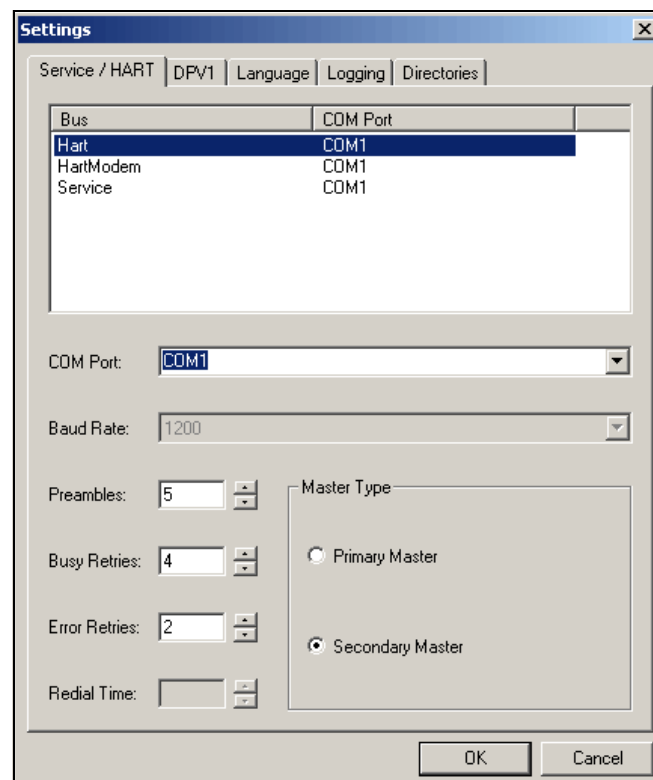 Settings
Service / HART DPV1 Language Logging Directories
Bus COM Port
Hart COM1
HartModem COM1
Service COM1
COM Port: COM1
Baud Rate: 1200
Preambles: 5
Master Type
Primary Master
Busy Retries: 4
Error Retries: 2
Secondary Master
Redial Time:
OK Cancel